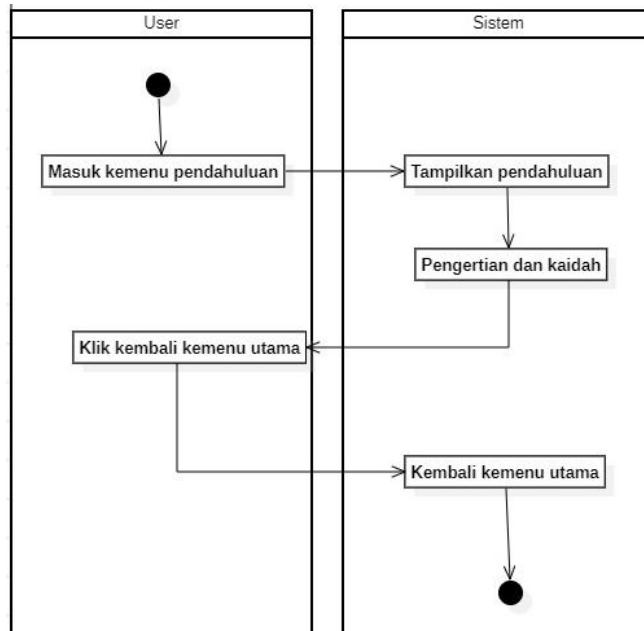 User
Sistem
Masuk kemenu pendahuluan
Tampilkan pendahuluan
Pengertian dan kaidah
Klik kembali kemenu utama
Kembali kemenu utama